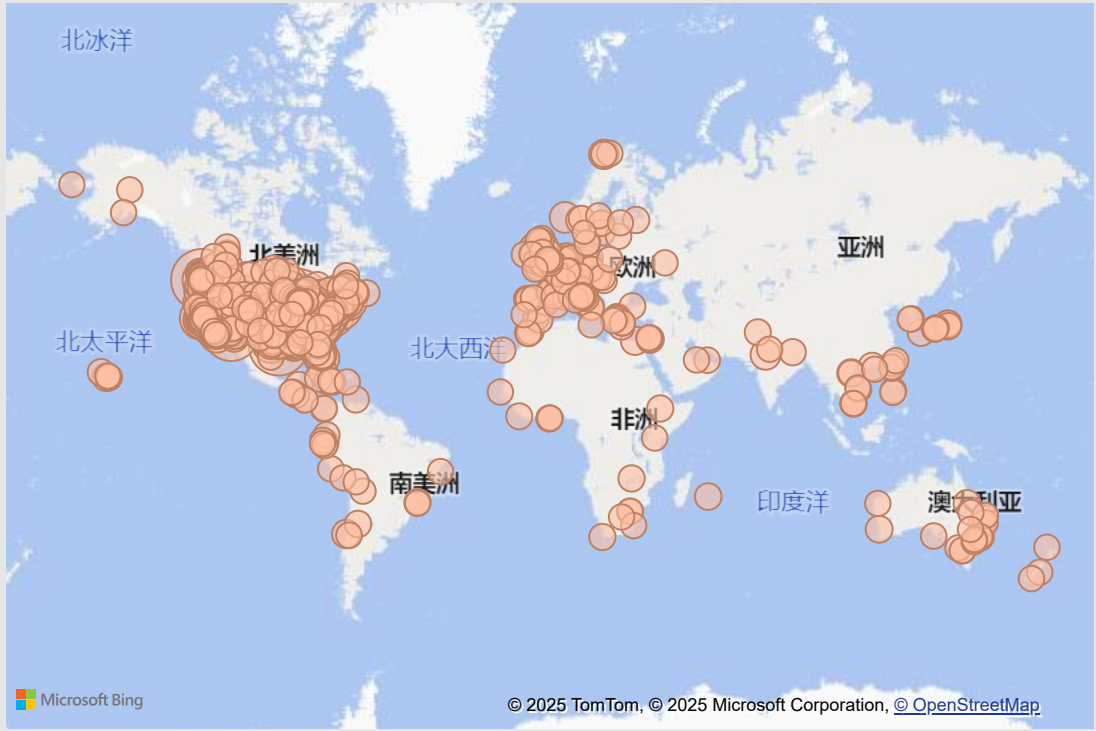 北冰洋
北美洲
亚洲
欧洲
北太平洋
北大西洋
非洲
南美洲
印度洋
澳大利亚
Microsoft Bing
© 2025 TomTom, © 2025 Microsoft Corporation, © OpenStreetMap